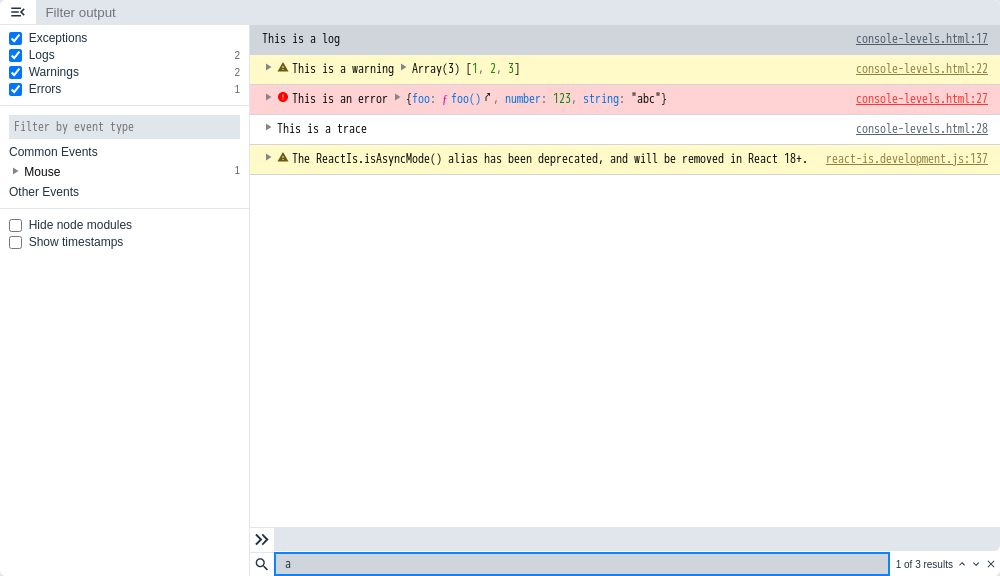 Filter output
Exceptions
Logs 2
Warnings 2
Errors 1
Filter by event type
Common Events
Mouse 1
Other Events
Hide node modules
Show timestamps
This is a log console-levels.html:17
This is a warning Array(3) [1, 2, 3] console-levels.html:22
This is an error {foo: ƒ foo(), number: 123, string: "abc"} console-levels.html:27
This is a trace console-levels.html:28
The ReactIs.isAsyncMode() alias has been deprecated, and will be removed in React 18+. react-is.development.js:137
a 1 of 3 results